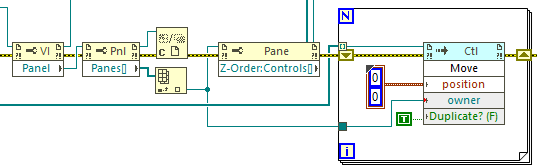 N
?!/
C
VI
Panel
Pnl
Panes[]
Pane
Z-Order:Controls[]
Ctl
Move
0
position
0
owner
T
Duplicate? (F)
i